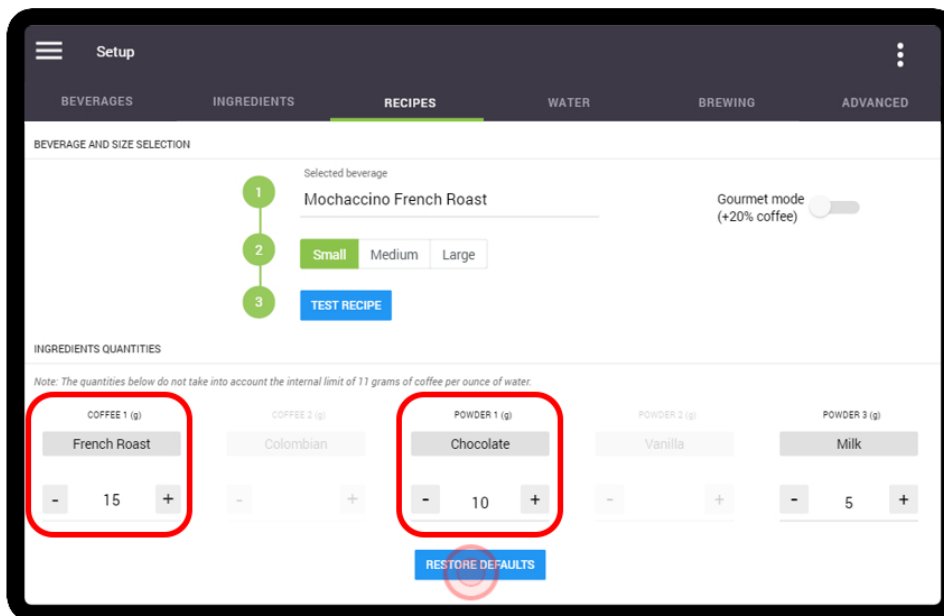 Setup
BEVERAGES INGREDIENTS RECIPES WATER BREWING ADVANCED
BEVERAGE AND SIZE SELECTION
1
Selected beverage
Mochaccino French Roast
Gourmet mode
(+20% coffee)
2
Small Medium Large
3
TEST RECIPE
INGREDIENTS QUANTITIES
Note: The quantities below do not take into account the internal limit of 11 grams of coffee per ounce of water.
COFFEE 1 (g) COFFEE 2 (g) POWDER 1 (g) POWDER 2 (g) POWDER 3 (g)
French Roast Colombian Chocolate Vanilla Milk
- 15 + - + - 10 + - + - 5 +
RESTORE DEFAULTS